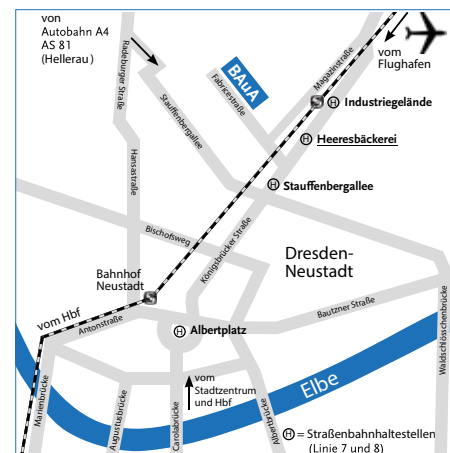 von
Autobahn A4
AS 81
(Hellerau)
Radeburger Straße
BAuA
Fabricestraße
Magazinstraße
vom
Flughafen
S
H Industriegelände
H Heeresbäckerei
Stauffenbergallee
H Stauffenbergallee
Hansastraße
Bischofsweg
Königsbrücker Straße
Dresden-
Neustadt
Bahnhof
Neustadt
S
vom Hbf
Antonstraße
H Albertplatz
Bautzner Straße
Waldschlösschenbrücke
Elbe
vom
Stadtzentrum
und Hbf
Marienbrücke
Augustusbrücke
Carolabrücke
Albertbrücke
H = Straßenbahnhaltestellen
(Linie 7 und 8)